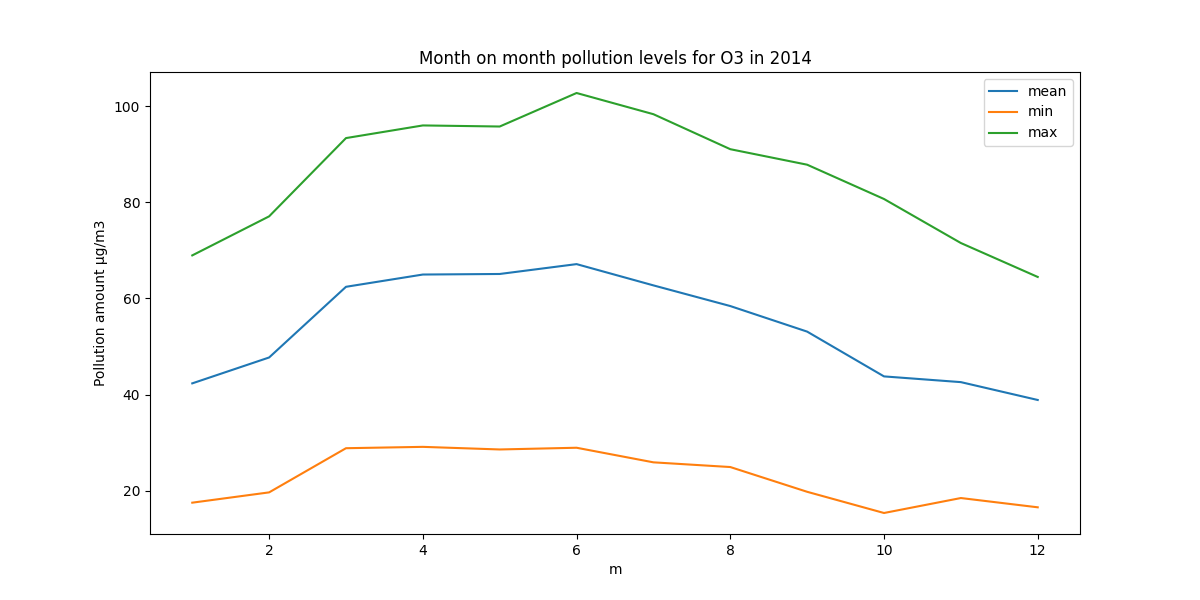 Month on month pollution levels for O3 in 2014
mean
min
max
Pollution amount µg/m3
100
80
60
40
20
2 4 6 8 10 12
m